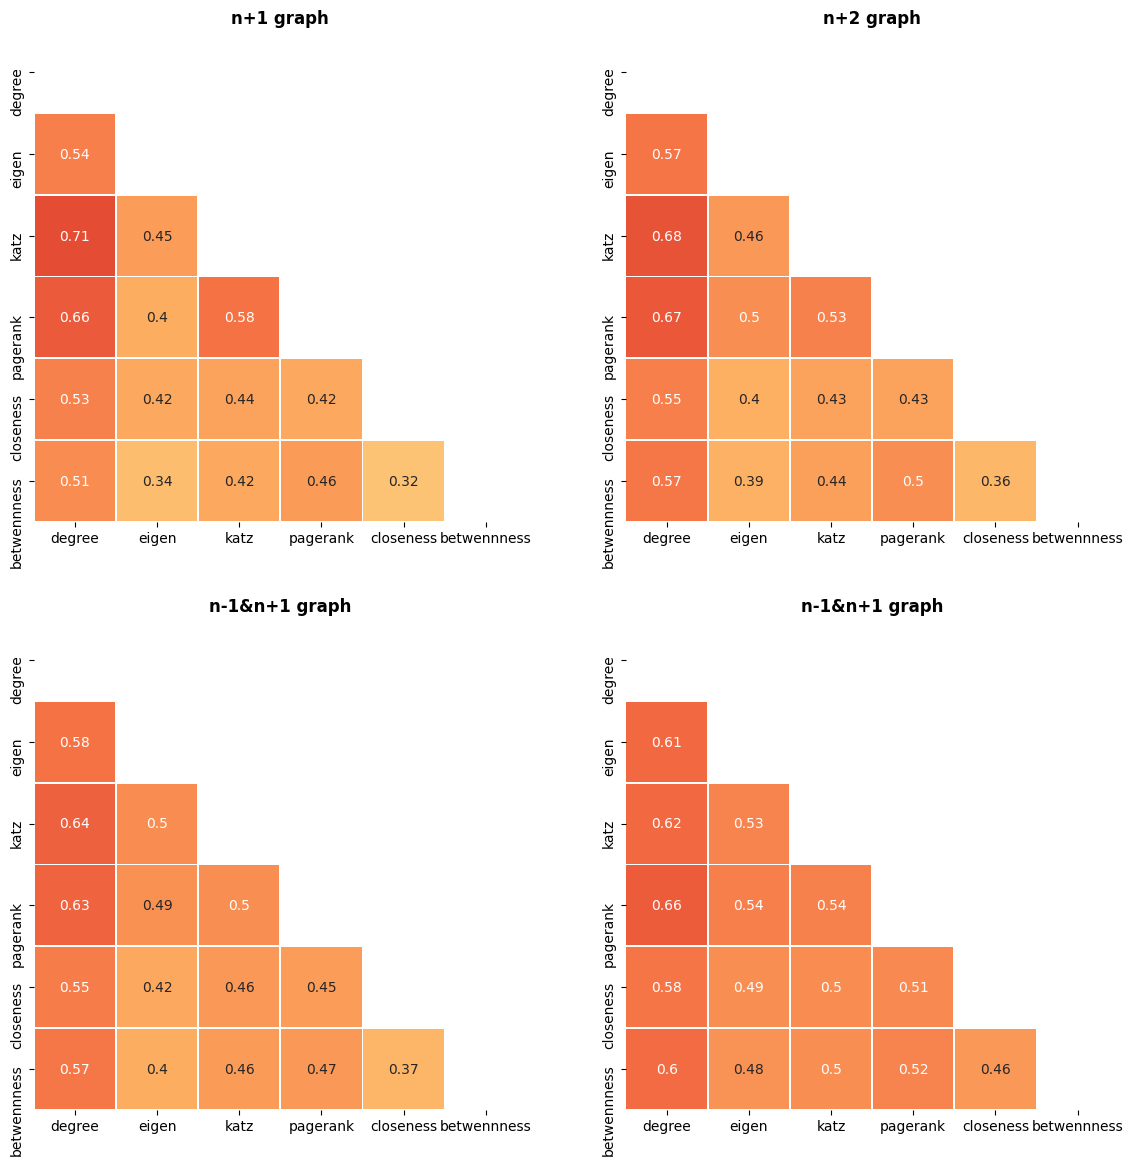 n+1 graph
degree
eigen
0.54
katz
0.71 0.45
pagerank
0.66 0.4 0.58
closeness
0.53 0.42 0.44 0.42
betwennness
0.51 0.34 0.42 0.46 0.32
degree eigen katz pagerank closeness betwennness
n+2 graph
degree
eigen
0.57
katz
0.68 0.46
pagerank
0.67 0.5 0.53
closeness
0.55 0.4 0.43 0.43
betwennness
0.57 0.39 0.44 0.5 0.36
degree eigen katz pagerank closeness betwennness
n-1&n+1 graph
degree
eigen
0.58
katz
0.64 0.5
pagerank
0.63 0.49 0.5
closeness
0.55 0.42 0.46 0.45
betwennness
0.57 0.4 0.46 0.47 0.37
degree eigen katz pagerank closeness betwennness
n-1&n+1 graph
degree
eigen
0.61
katz
0.62 0.53
pagerank
0.66 0.54 0.54
closeness
0.58 0.49 0.5 0.51
betwennness
0.6 0.48 0.5 0.52 0.46
degree eigen katz pagerank closeness betwennness